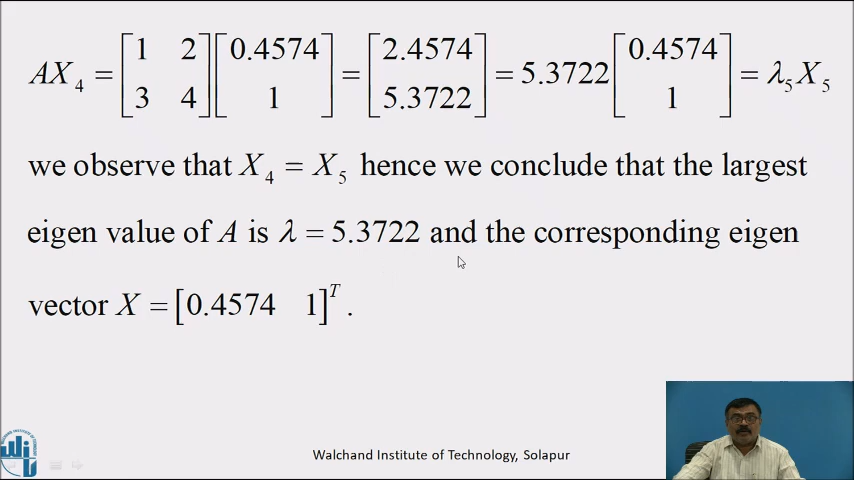 AX₄ = [1 2; 3 4] [0.4574; 1] = [2.4574; 5.3722] = 5.3722 [0.4574; 1] = λ₅X₅
we observe that X₄ = X₅ hence we conclude that the largest
eigen value of A is λ = 5.3722 and the corresponding eigen
vector X = [0.4574 1]ᵀ.
Walchand Institute of Technology, Solapur